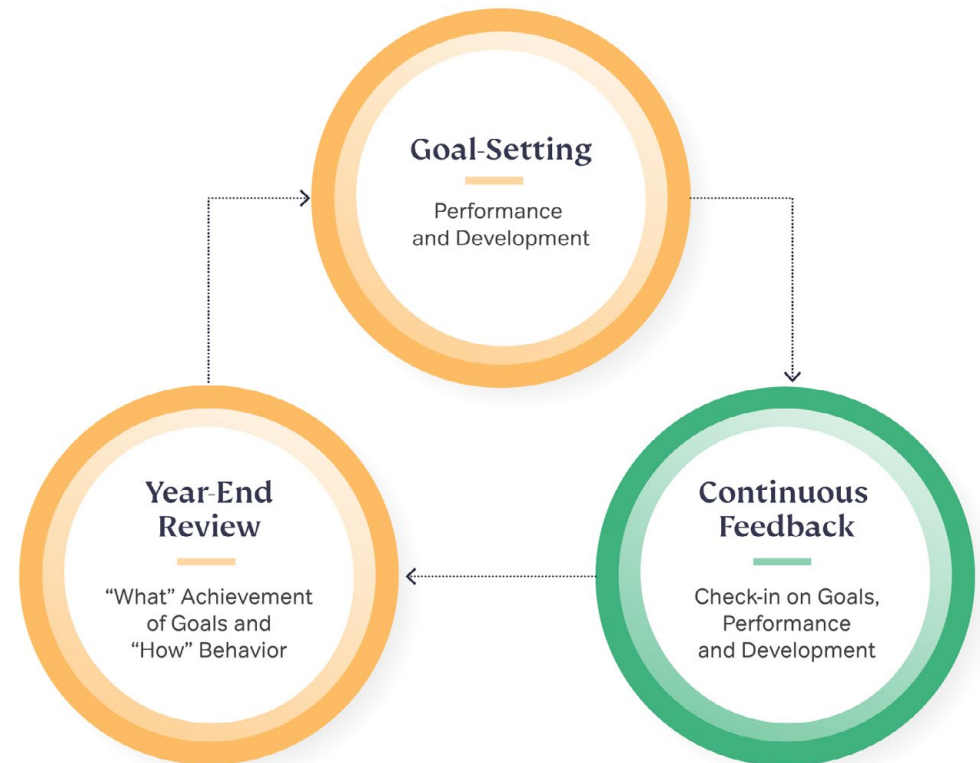 Goal-Setting
Performance
and Development
Year-End
Review
“What” Achievement
of Goals and
“How” Behavior
Continuous
Feedback
Check-in on Goals,
Performance
and Development